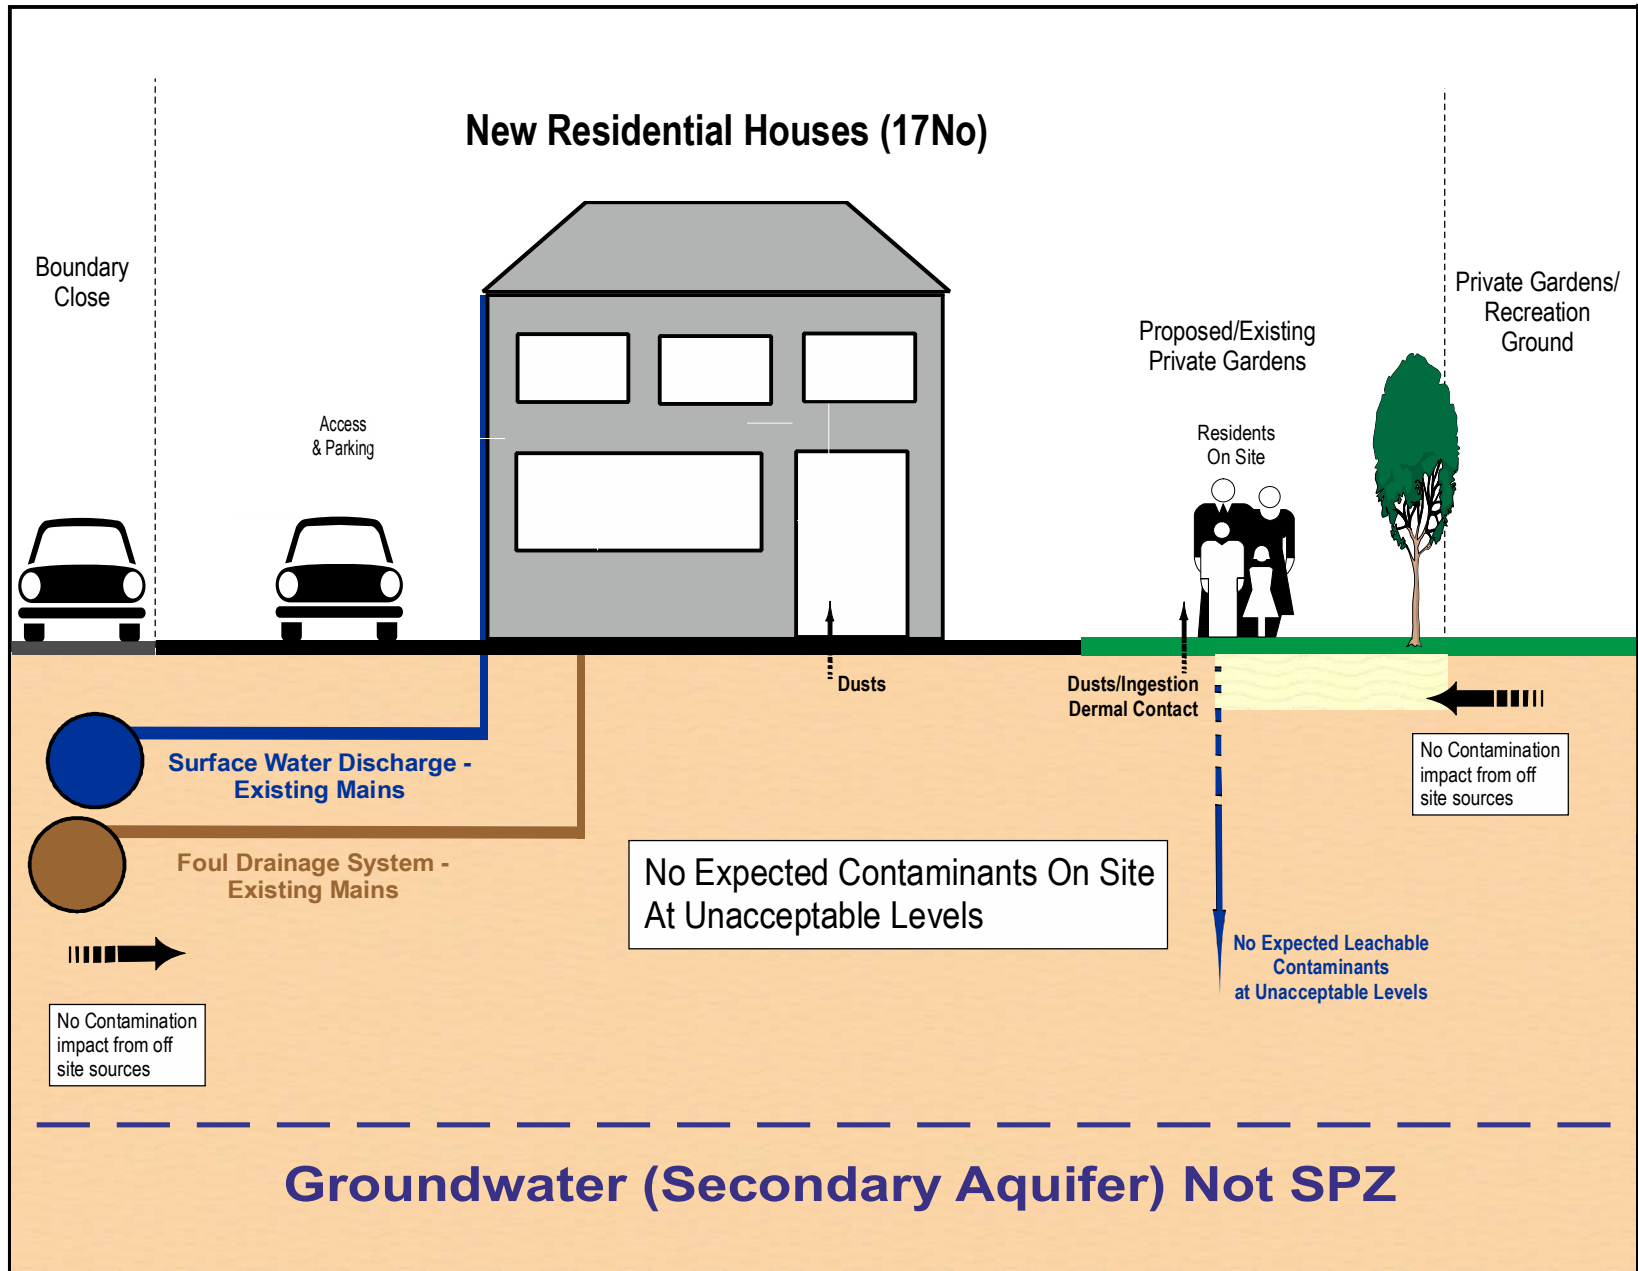 New Residential Houses (17No)
Boundary
Close
Private Gardens/
Recreation
Ground
Proposed/Existing
Private Gardens
Access
& Parking
Residents
On Site
Dusts
Dusts/Ingestion
Dermal Contact
Surface Water Discharge -
Existing Mains
No Contamination
impact from off
site sources
Foul Drainage System -
Existing Mains
No Expected Contaminants On Site
At Unacceptable Levels
No Expected Leachable
Contaminants
at Unacceptable Levels
No Contamination
impact from off
site sources
Groundwater (Secondary Aquifer) Not SPZ